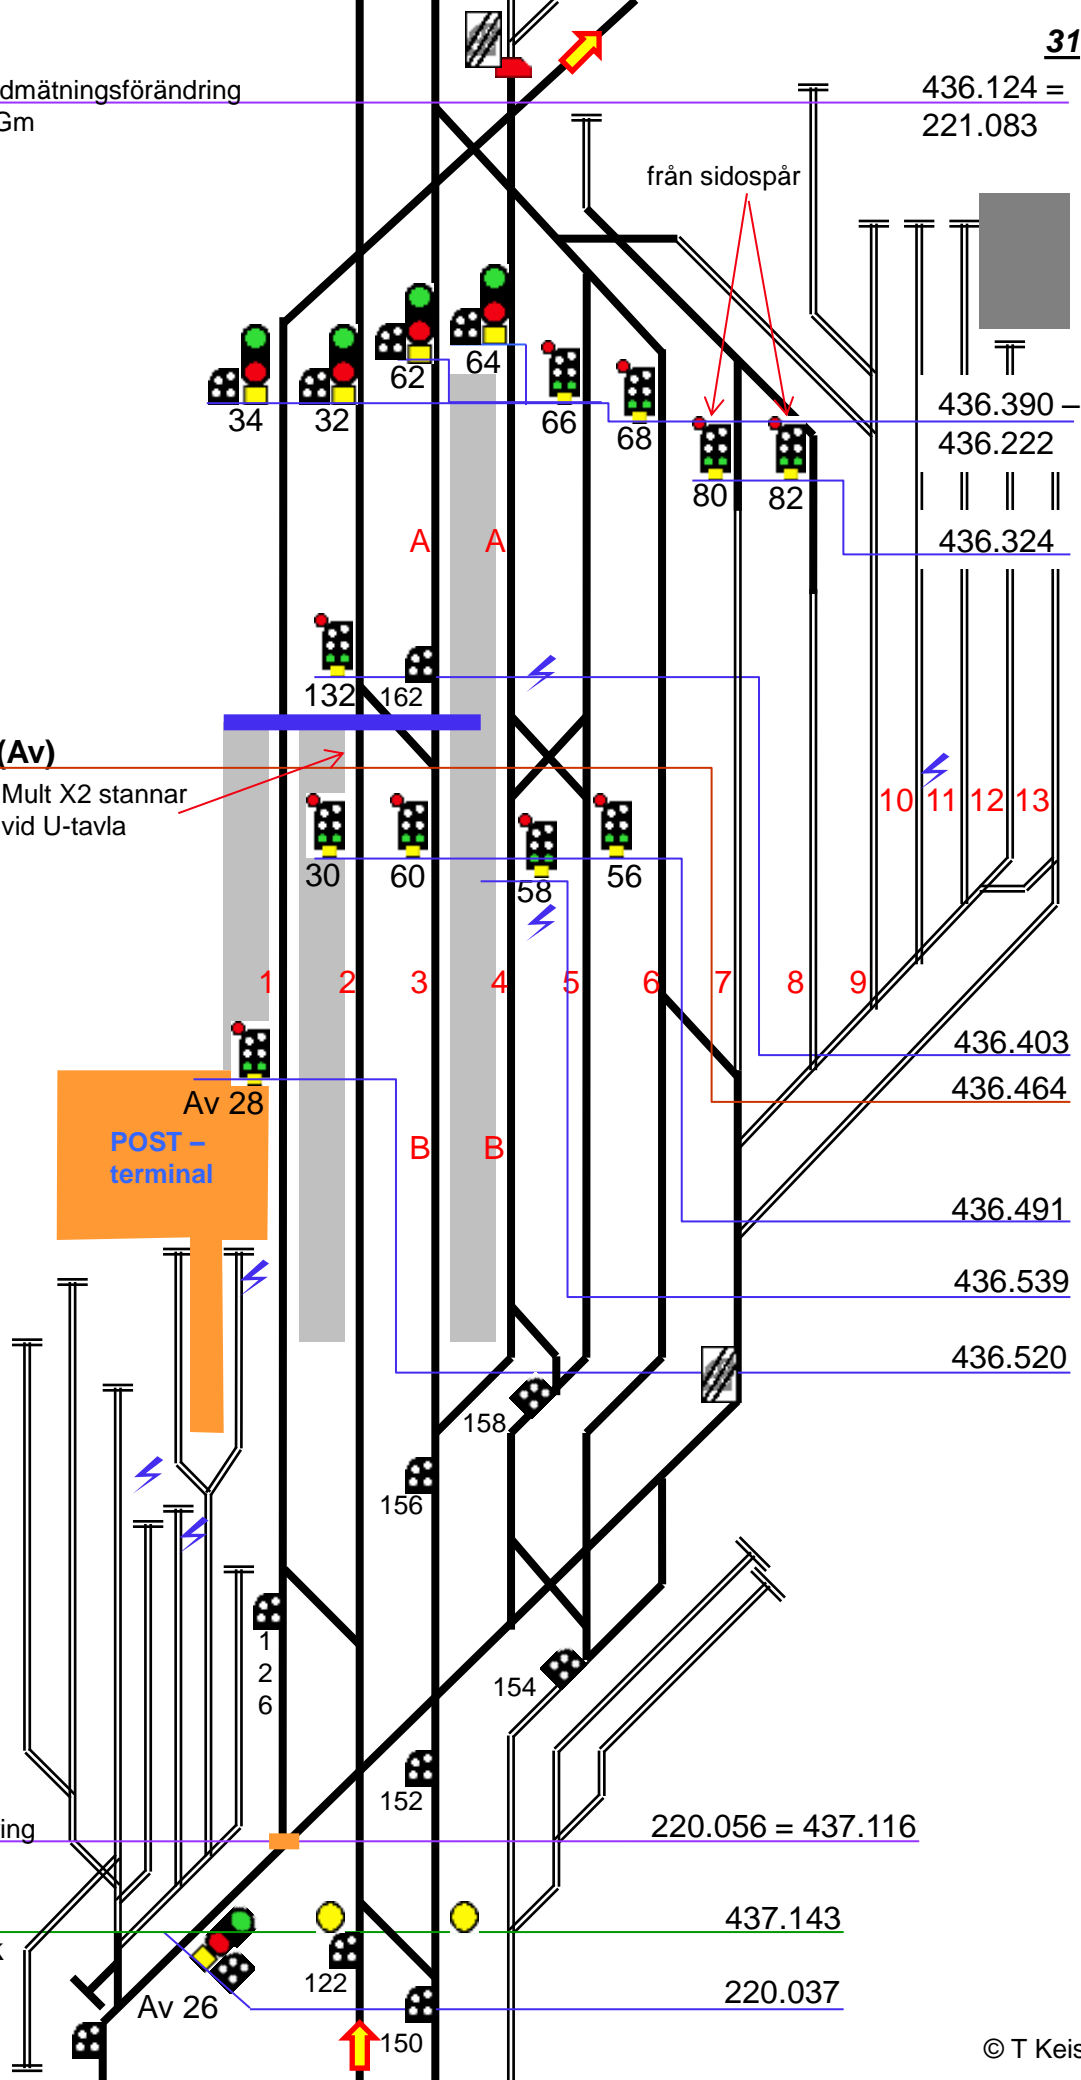 31
dmätningsförändring
Gm
436.124 =
221.083
från sidospår
34
32
62
64
66
68
80
82
436.390 –
436.222
436.324
A
A
132
162
(Av)
Mult X2 stannar
vid U-tavla
10
11
12
13
30
60
58
56
1
2
3
4
5
6
7
8
9
436.403
436.464
Av 28
POST –
terminal
B
B
436.491
436.539
436.520
158
156
1
2
6
154
152
ing
220.056 = 437.116
437.143
k
122
Av 26
220.037
150
© T Keis